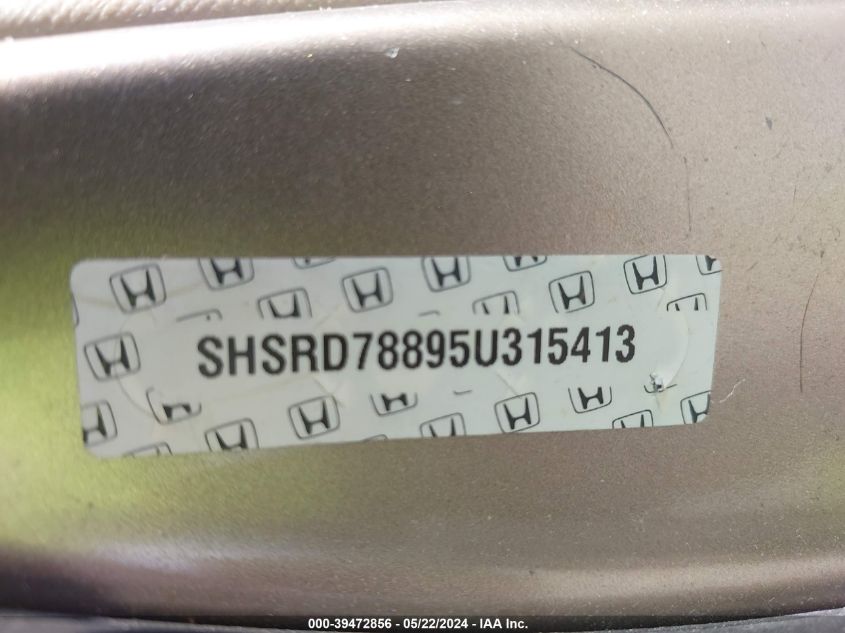 SHSRD78895U315413
000-39472856 - 05/22/2024 - IAA Inc.